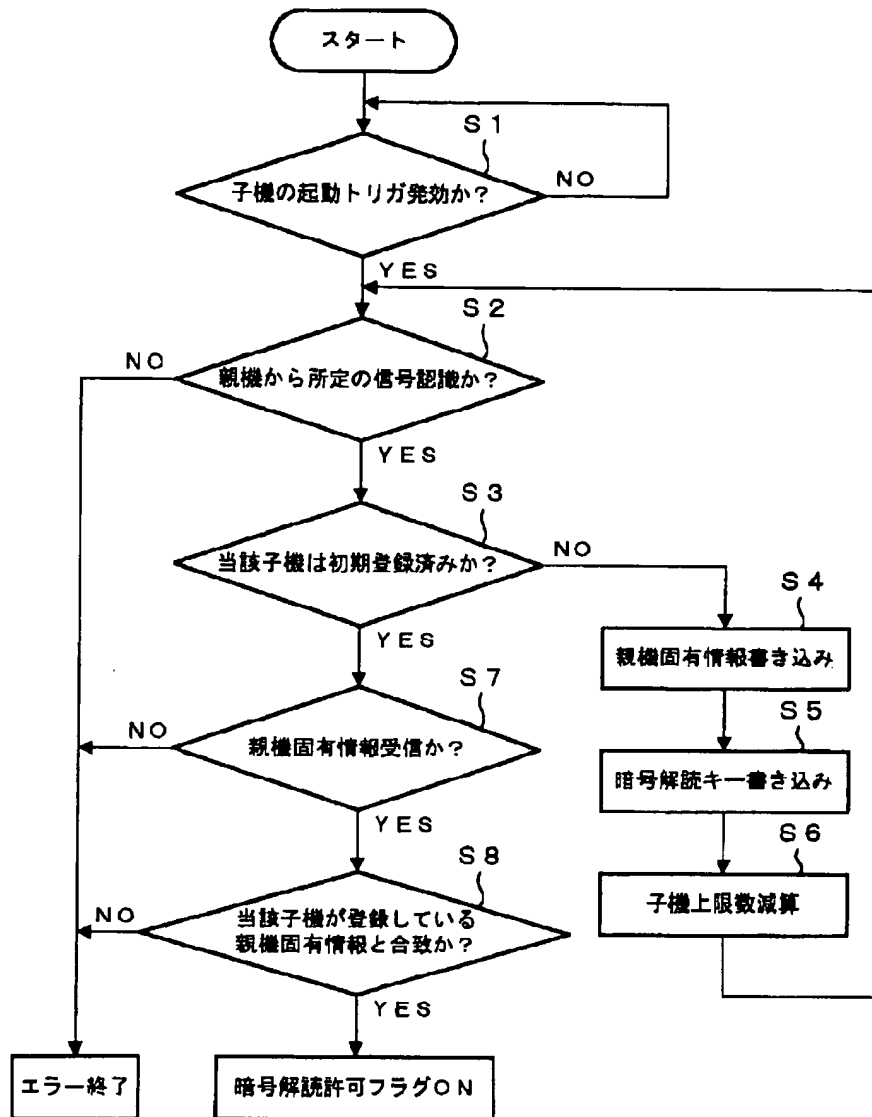 スタート
S1
子機の起動トリガ発効か?
NO
YES
S2
NO
親機から所定の信号認識か?
YES
S3
当該子機は初期登録済みか?
NO
S4
親機固有情報書き込み
YES
S7
NO
親機固有情報受信か?
S5
暗号解読キー書き込み
YES
S6
子機上限数減算
S8
NO
当該子機が登録している
親機固有情報と合致か?
YES
エラー終了
暗号解読許可フラグON